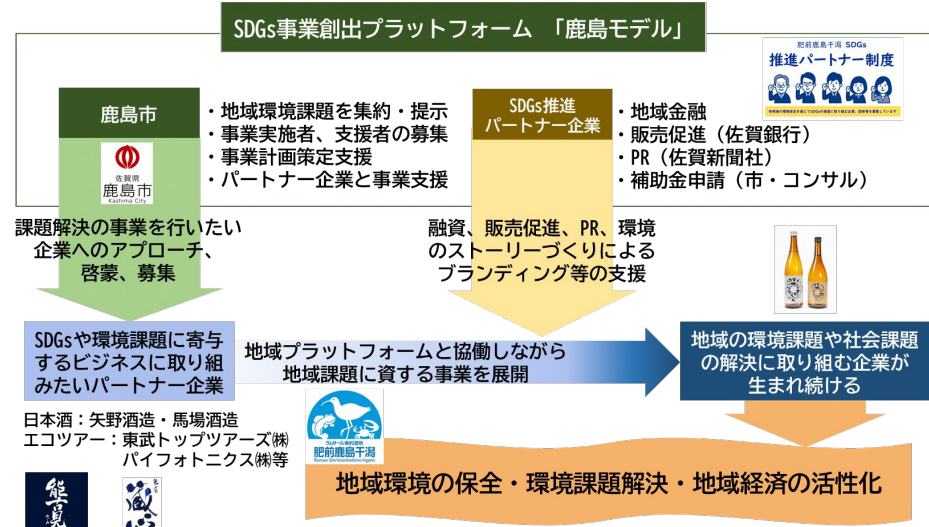 SDGs事業創出プラットフォーム 「鹿島モデル」
肥前鹿島干潟 SDGs
推進パートナー制度
鹿島市
・地域環境課題を集約・提示
・事業実施者、支援者の募集
・事業計画策定支援
・パートナー企業と事業支援
佐賀県
鹿島市
Kashima City
SDGs推進
パートナー企業
・地域金融
・販売促進（佐賀銀行）
・PR（佐賀新聞社）
・補助金申請（市・コンサル）
課題解決の事業を行いたい
企業へのアプローチ、
啓蒙、募集
融資、販売促進、PR、環境
のストーリーづくりによる
ブランディング等の支援
SDGsや環境課題に寄与
するビジネスに取り組
みたいパートナー企業
地域プラットフォームと協働しながら
地域課題に資する事業を展開
地域の環境課題や社会課題
の解決に取り組む企業が
生まれ続ける
日本酒：矢野酒造・馬場酒造
エコツアー：東武トップツアーズ㈱
パイフォトニクス㈱等
ラムサール条約湿地
肥前鹿島干潟
地域環境の保全・環境課題解決・地域経済の活性化